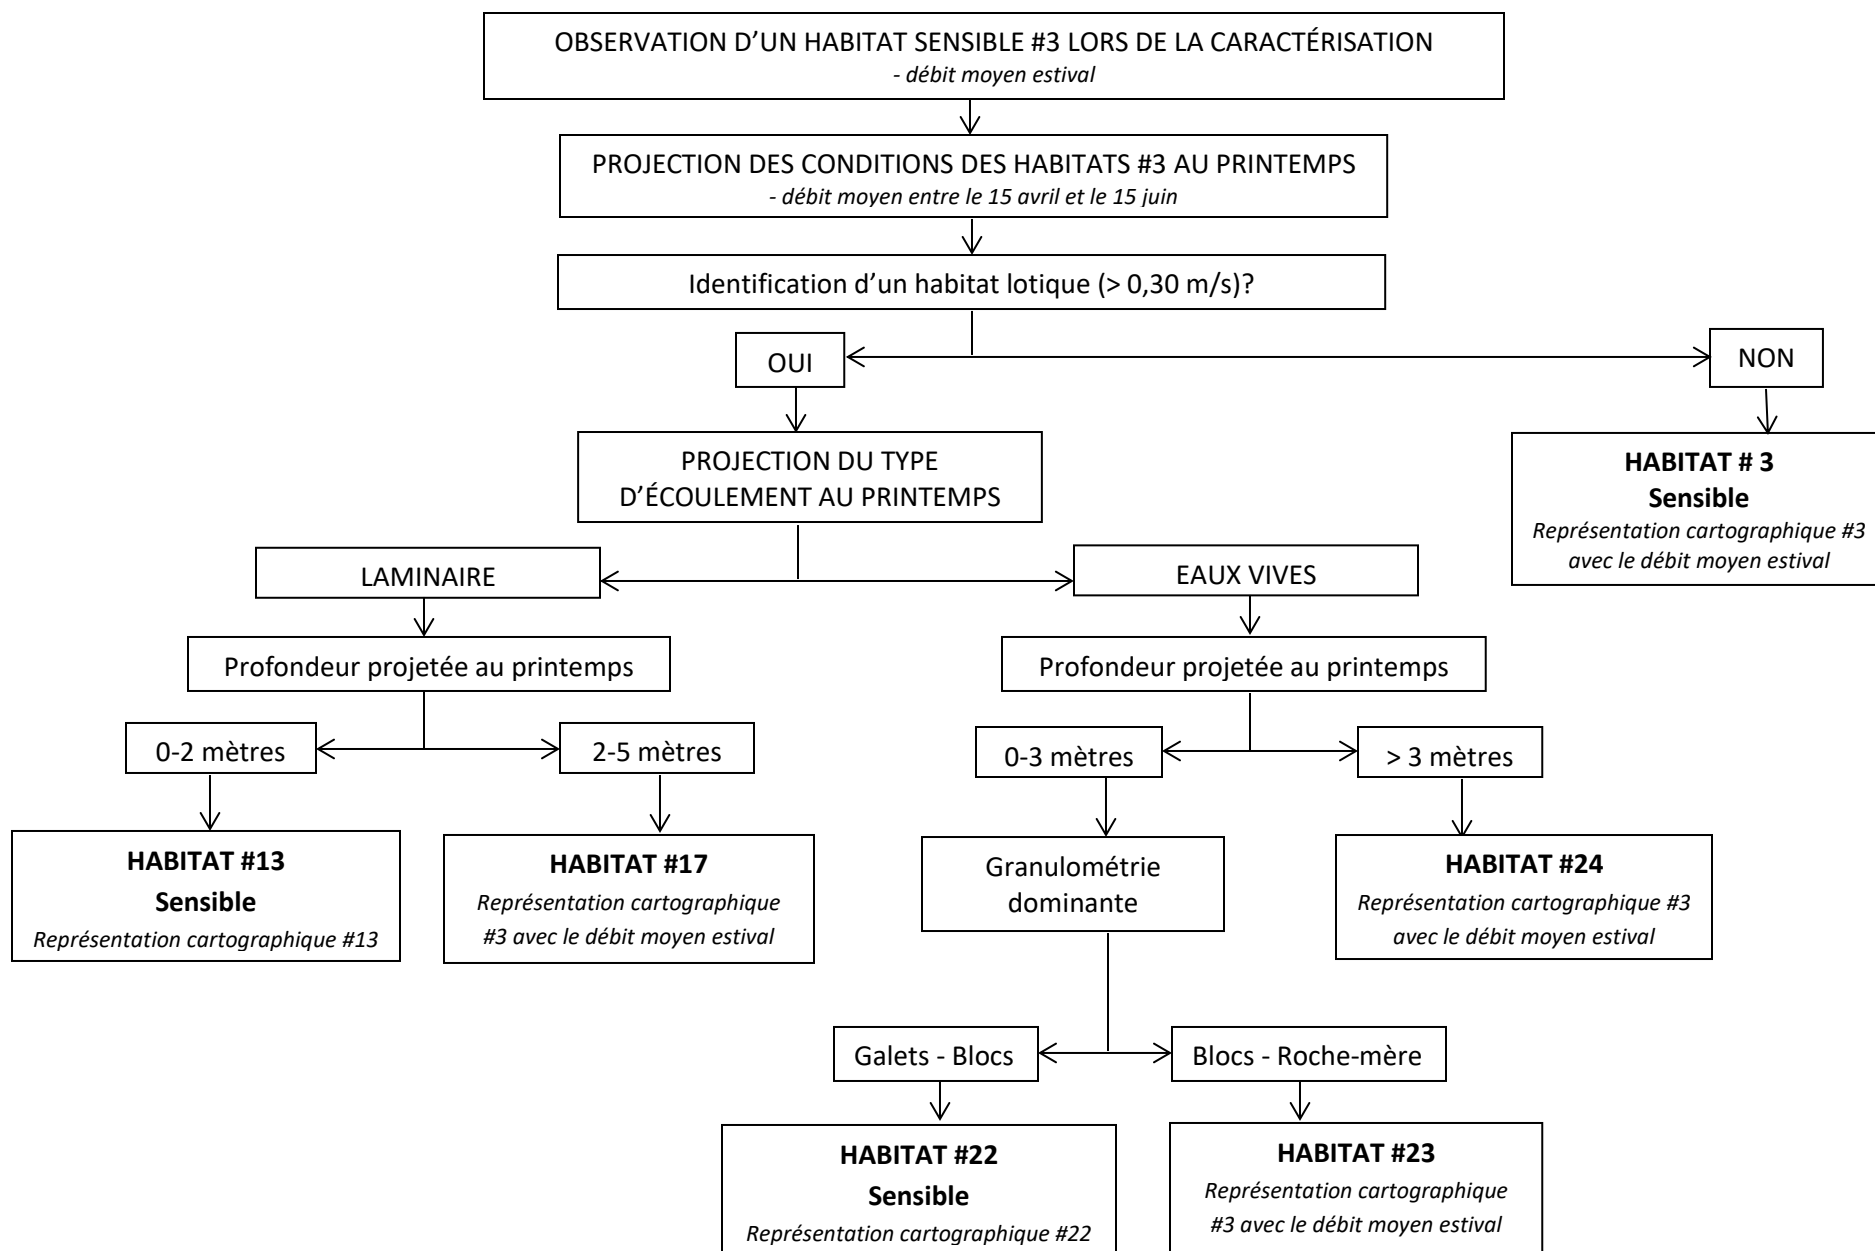 OBSERVATION D’UN HABITAT SENSIBLE #3 LORS DE LA CARACTÉRISATION
- débit moyen estival
PROJECTION DES CONDITIONS DES HABITATS #3 AU PRINTEMPS
- débit moyen entre le 15 avril et le 15 juin
Identification d’un habitat lotique (> 0,30 m/s)?
OUI
NON
PROJECTION DU TYPE
D’ÉCOULEMENT AU PRINTEMPS
HABITAT # 3
Sensible
Représentation cartographique #3
avec le débit moyen estival
LAMINAIRE
EAUX VIVES
Profondeur projetée au printemps
Profondeur projetée au printemps
0-2 mètres
2-5 mètres
0-3 mètres
> 3 mètres
HABITAT #13
Sensible
Représentation cartographique #13
HABITAT #17
Représentation cartographique
#3 avec le débit moyen estival
Granulométrie
dominante
HABITAT #24
Représentation cartographique #3
avec le débit moyen estival
Galets - Blocs
Blocs - Roche-mère
HABITAT #22
Sensible
Représentation cartographique #22
HABITAT #23
Représentation cartographique
#3 avec le débit moyen estival